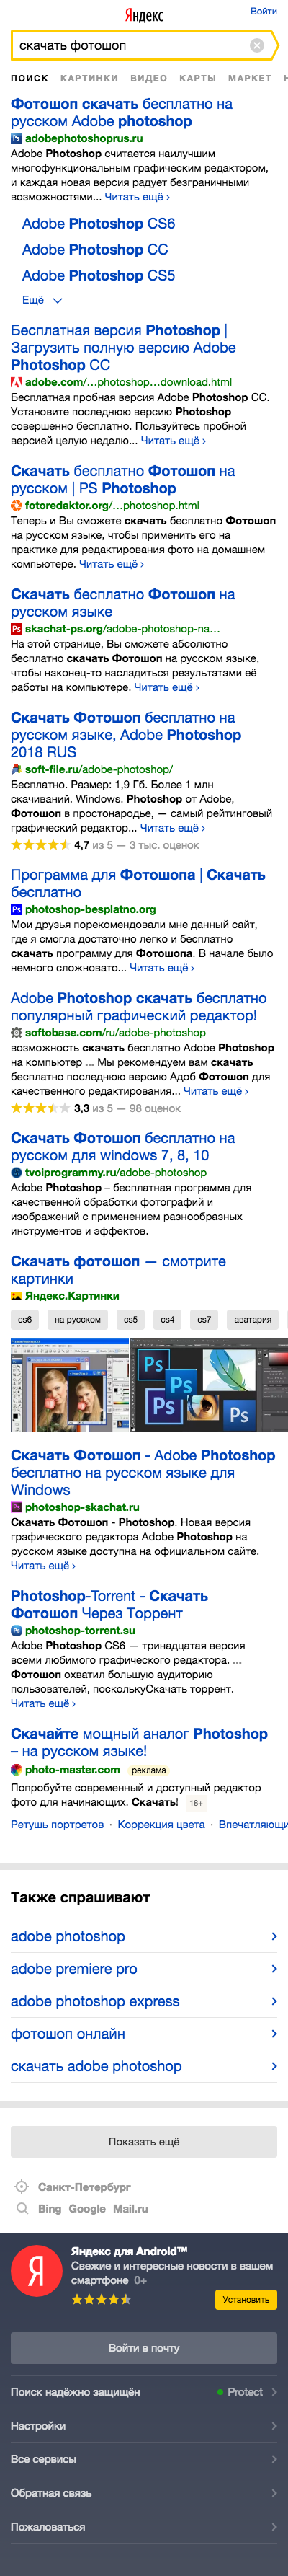 Яндекс
Войти
скачать фотошоп
ПОИСК КАРТИНКИ ВИДЕО КАРТЫ МАРКЕТ
Фотошоп скачать бесплатно на
русском Adobe photoshop
adobephotoshoprus.ru
Adobe Photoshop считается наилучшим
многофункциональным графическим редактором,
и каждая новая версия радует безграничными
возможностями... Читать ещё ›
Adobe Photoshop CS6
Adobe Photoshop CC
Adobe Photoshop CS5
Ещё
Бесплатная версия Photoshop |
Загрузить полную версию Adobe
Photoshop CC
adobe.com/…photoshop…download.html
Бесплатная пробная версия Adobe Photoshop CC.
Установите последнюю версию Photoshop
совершенно бесплатно. Пользуйтесь пробной
версией целую неделю... Читать ещё ›
Скачать бесплатно Фотошоп на
русском | PS Photoshop
fotoredaktor.org/…photoshop.html
Теперь и Вы сможете скачать бесплатно Фотошоп
на русском языке, чтобы применить его на
практике для редактирования фото на домашнем
компьютере. Читать ещё ›
Скачать бесплатно Фотошоп на
русском языке
skachat-ps.org/adobe-photoshop-na…
На этой странице, Вы сможете абсолютно
бесплатно скачать Фотошоп на русском языке,
чтобы наконец-то насладиться результатами её
работы на компьютере. Читать ещё ›
Скачать Фотошоп бесплатно на
русском языке, Adobe Photoshop
2018 RUS
soft-file.ru/adobe-photoshop/
Бесплатно. Размер: 1,9 Гб. Более 1 млн
скачиваний. Windows. Photoshop от Adobe,
Фотошоп в простонародье, — самый рейтинговый
графический редактор... Читать ещё ›
4,7 из 5 — 3 тыс. оценок
Программа для Фотошопа | Скачать
бесплатно
photoshop-besplatno.org
Мои друзья порекомендовали мне данный сайт,
где я смогла достаточно легко и бесплатно
скачать программу для Фотошопа. В начале было
немного сложновато... Читать ещё ›
Adobe Photoshop скачать бесплатно
популярный графический редактор!
softobase.com/ru/adobe-photoshop
возможность скачать бесплатно Adobe Photoshop
на компьютер ... Мы рекомендуем вам скачать
бесплатно последнюю версию Адоб Фотошоп для
качественного редактирования... Читать ещё ›
3,3 из 5 — 98 оценок
Скачать Фотошоп бесплатно на
русском для windows 7, 8, 10
tvoiprogrammy.ru/adobe-photoshop
Adobe Photoshop – бесплатная программа для
качественной обработки фотографий и
изображений с применением разнообразных
инструментов и эффектов.
Скачать фотошоп — смотрите
картинки
Яндекс.Картинки
cs6 на русском cs5 cs4 cs7 аватария
Ps Ps Ps Ps
Скачать Фотошоп - Adobe Photoshop
бесплатно на русском языке для
Windows
photoshop-skachat.ru
Скачать Фотошоп - Photoshop. Новая версия
графического редактора Adobe Photoshop на
русском языке доступна на официальном сайте.
Читать ещё ›
Photoshop-Torrent - Скачать
Фотошоп Через Торрент
photoshop-torrent.su
Adobe Photoshop CS6 — тринадцатая версия
всеми любимого графического редактора. ...
Фотошоп охватил большую аудиторию
пользователей, посколькуСкачать торрент.
Читать ещё ›
Скачайте мощный аналог Photoshop
– на русском языке!
photo-master.com реклама
Попробуйте современный и доступный редактор
фото для начинающих. Скачать! 18+
Ретушь портретов · Коррекция цвета · Впечатляющи
Также спрашивают
adobe photoshop
adobe premiere pro
adobe photoshop express
фотошоп онлайн
скачать adobe photoshop
Показать ещё
Санкт-Петербург
Bing Google Mail.ru
Я
Яндекс для Android™
Свежие и интересные новости в вашем
смартфоне 0+
Установить
Войти в почту
Поиск надёжно защищён Protect
Настройки
Все сервисы
Обратная связь
Пожаловаться